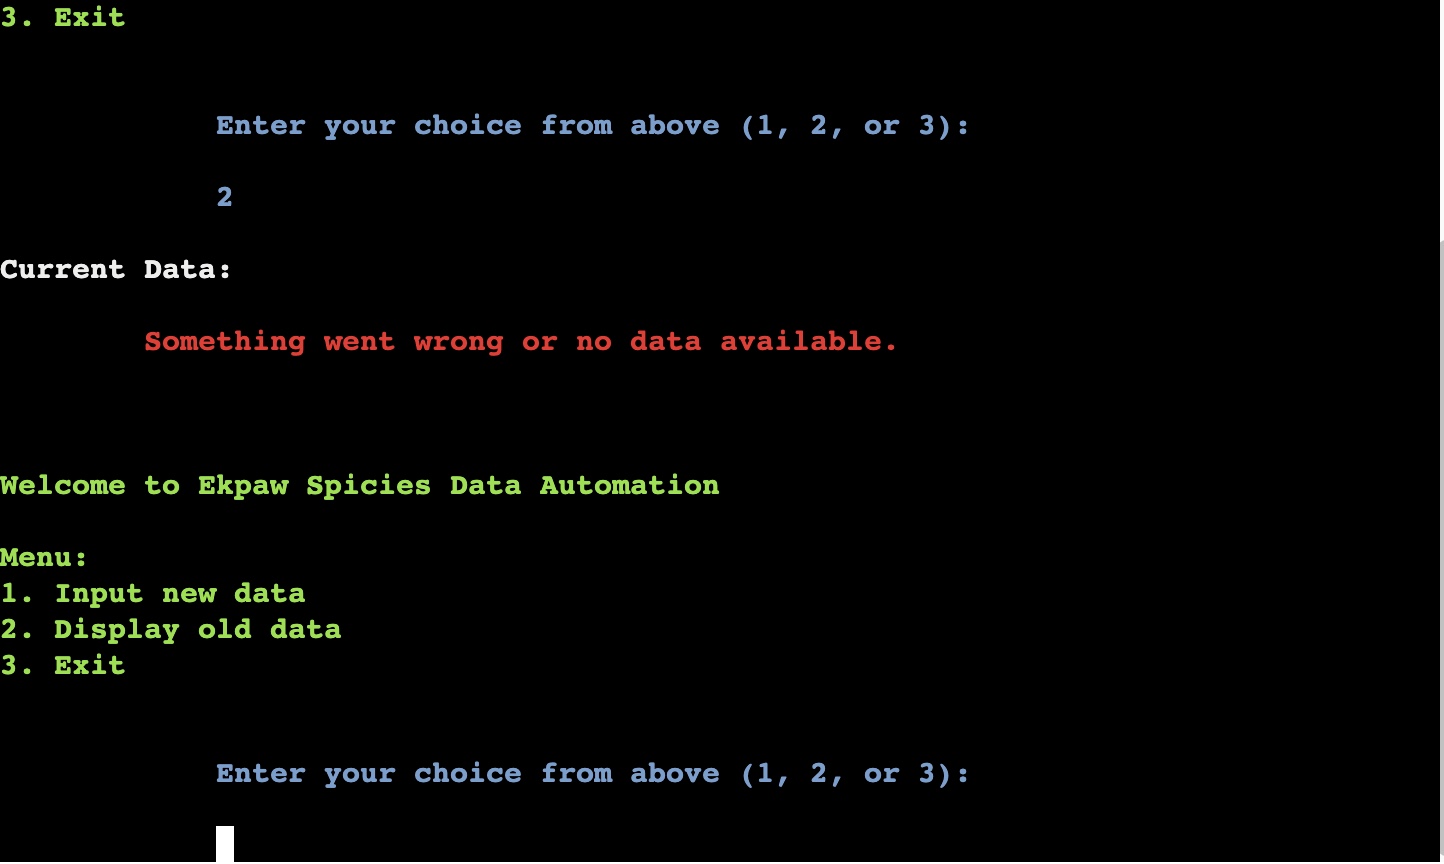 3. Exit
Enter your choice from above (1, 2, or 3):
2
Current Data:
Something went wrong or no data available.
Welcome to Ekpaw Spicies Data Automation
Menu:
1. Input new data
2. Display old data
3. Exit
Enter your choice from above (1, 2, or 3):